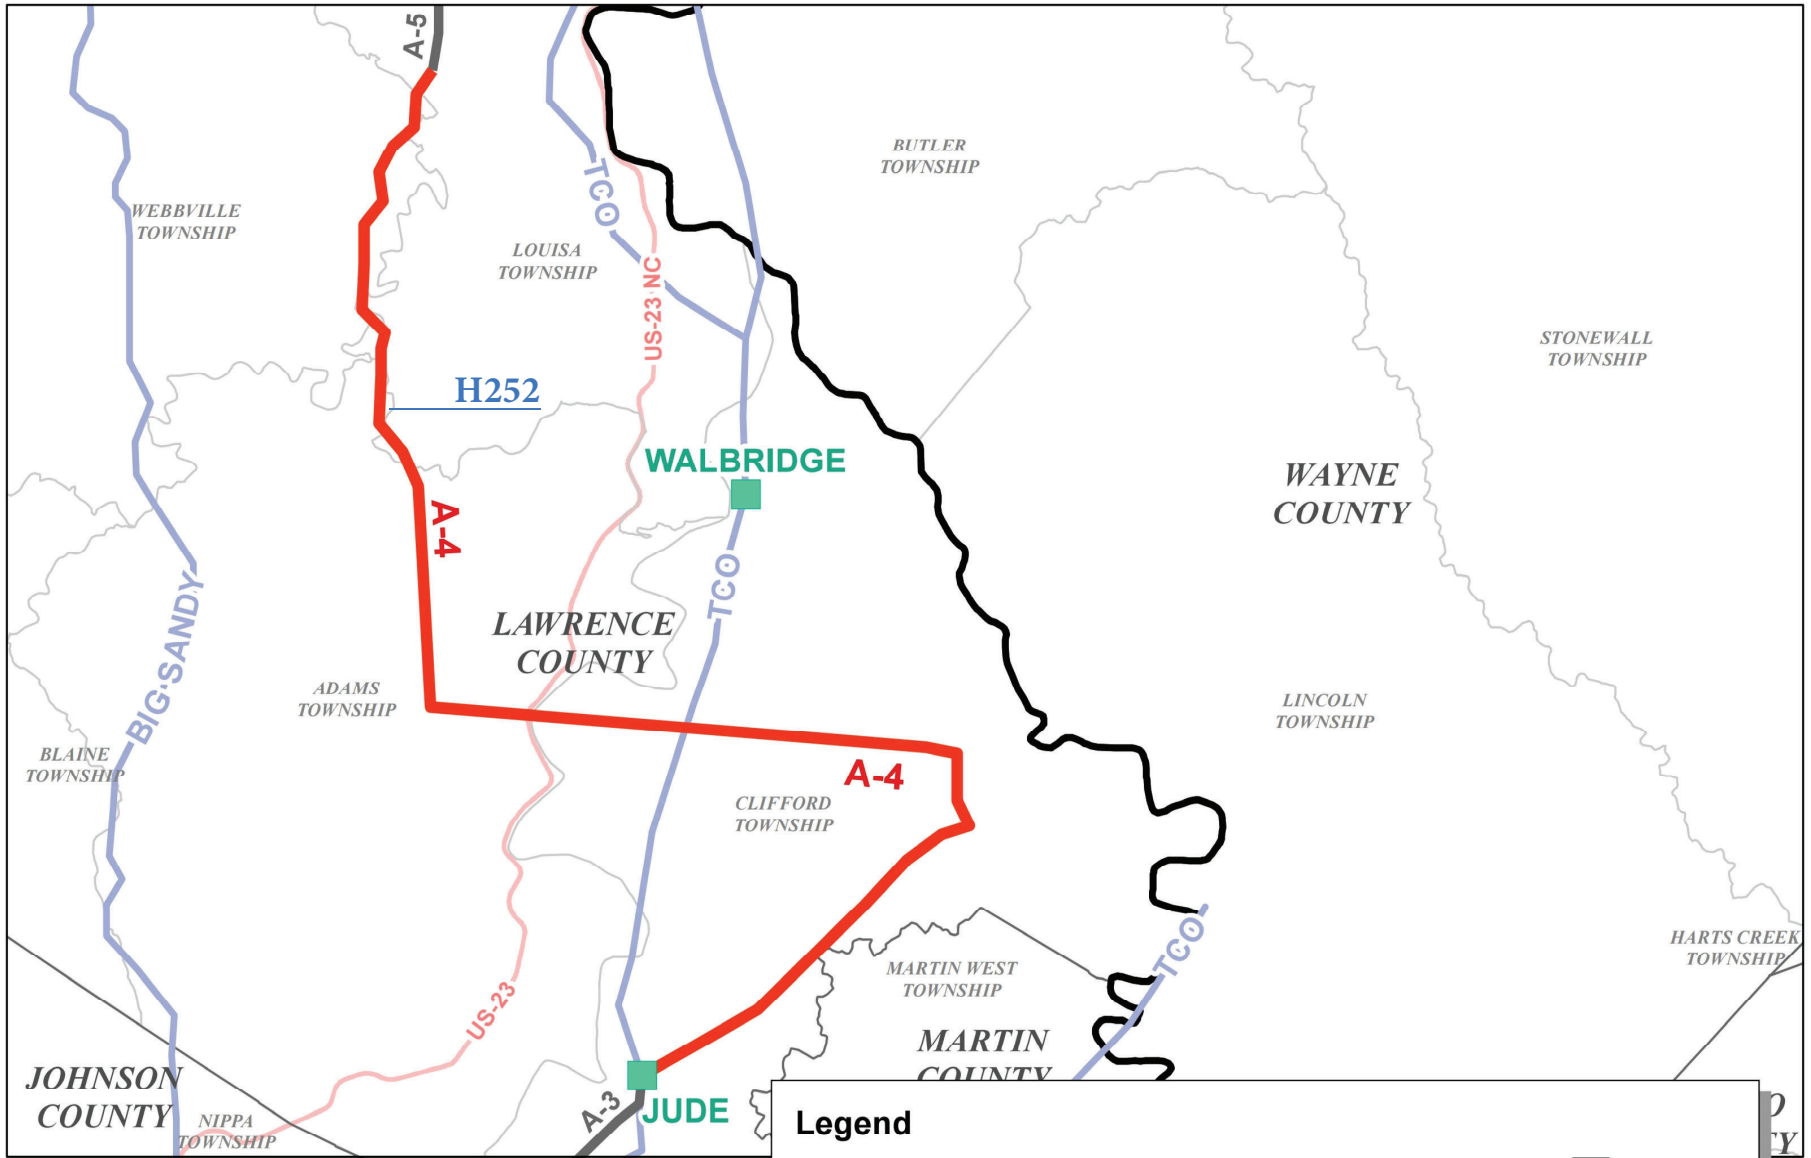 A-5
BUTLER
TOWNSHIP
TCO
WEBBVILLE
TOWNSHIP
LOUISA
TOWNSHIP
US-23 NC
STONEWALL
TOWNSHIP
H252
WALBRIDGE
WAYNE
COUNTY
A-4
TCO
BIG SANDY
LAWRENCE
COUNTY
ADAMS
TOWNSHIP
LINCOLN
TOWNSHIP
BLAINE
TOWNSHIP
A-4
CLIFFORD
TOWNSHIP
HARTS CREEK
TOWNSHIP
TCO
MARTIN WEST
TOWNSHIP
US-23
MARTIN
COUNTY
JOHNSON
COUNTY
A-3
JUDE
NIPPA
TOWNSHIP
Legend